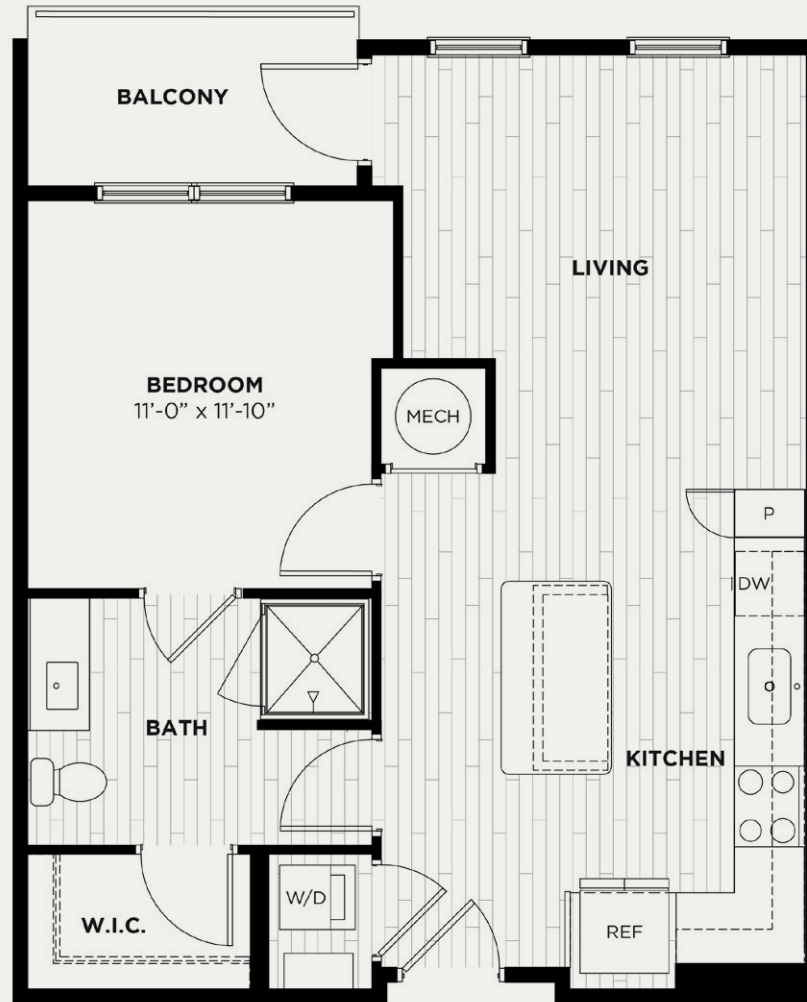 BALCONY
LIVING
BEDROOM
11'-0" x 11'-10"
MECH
P
DW
BATH
KITCHEN
W/D
W.I.C.
REF